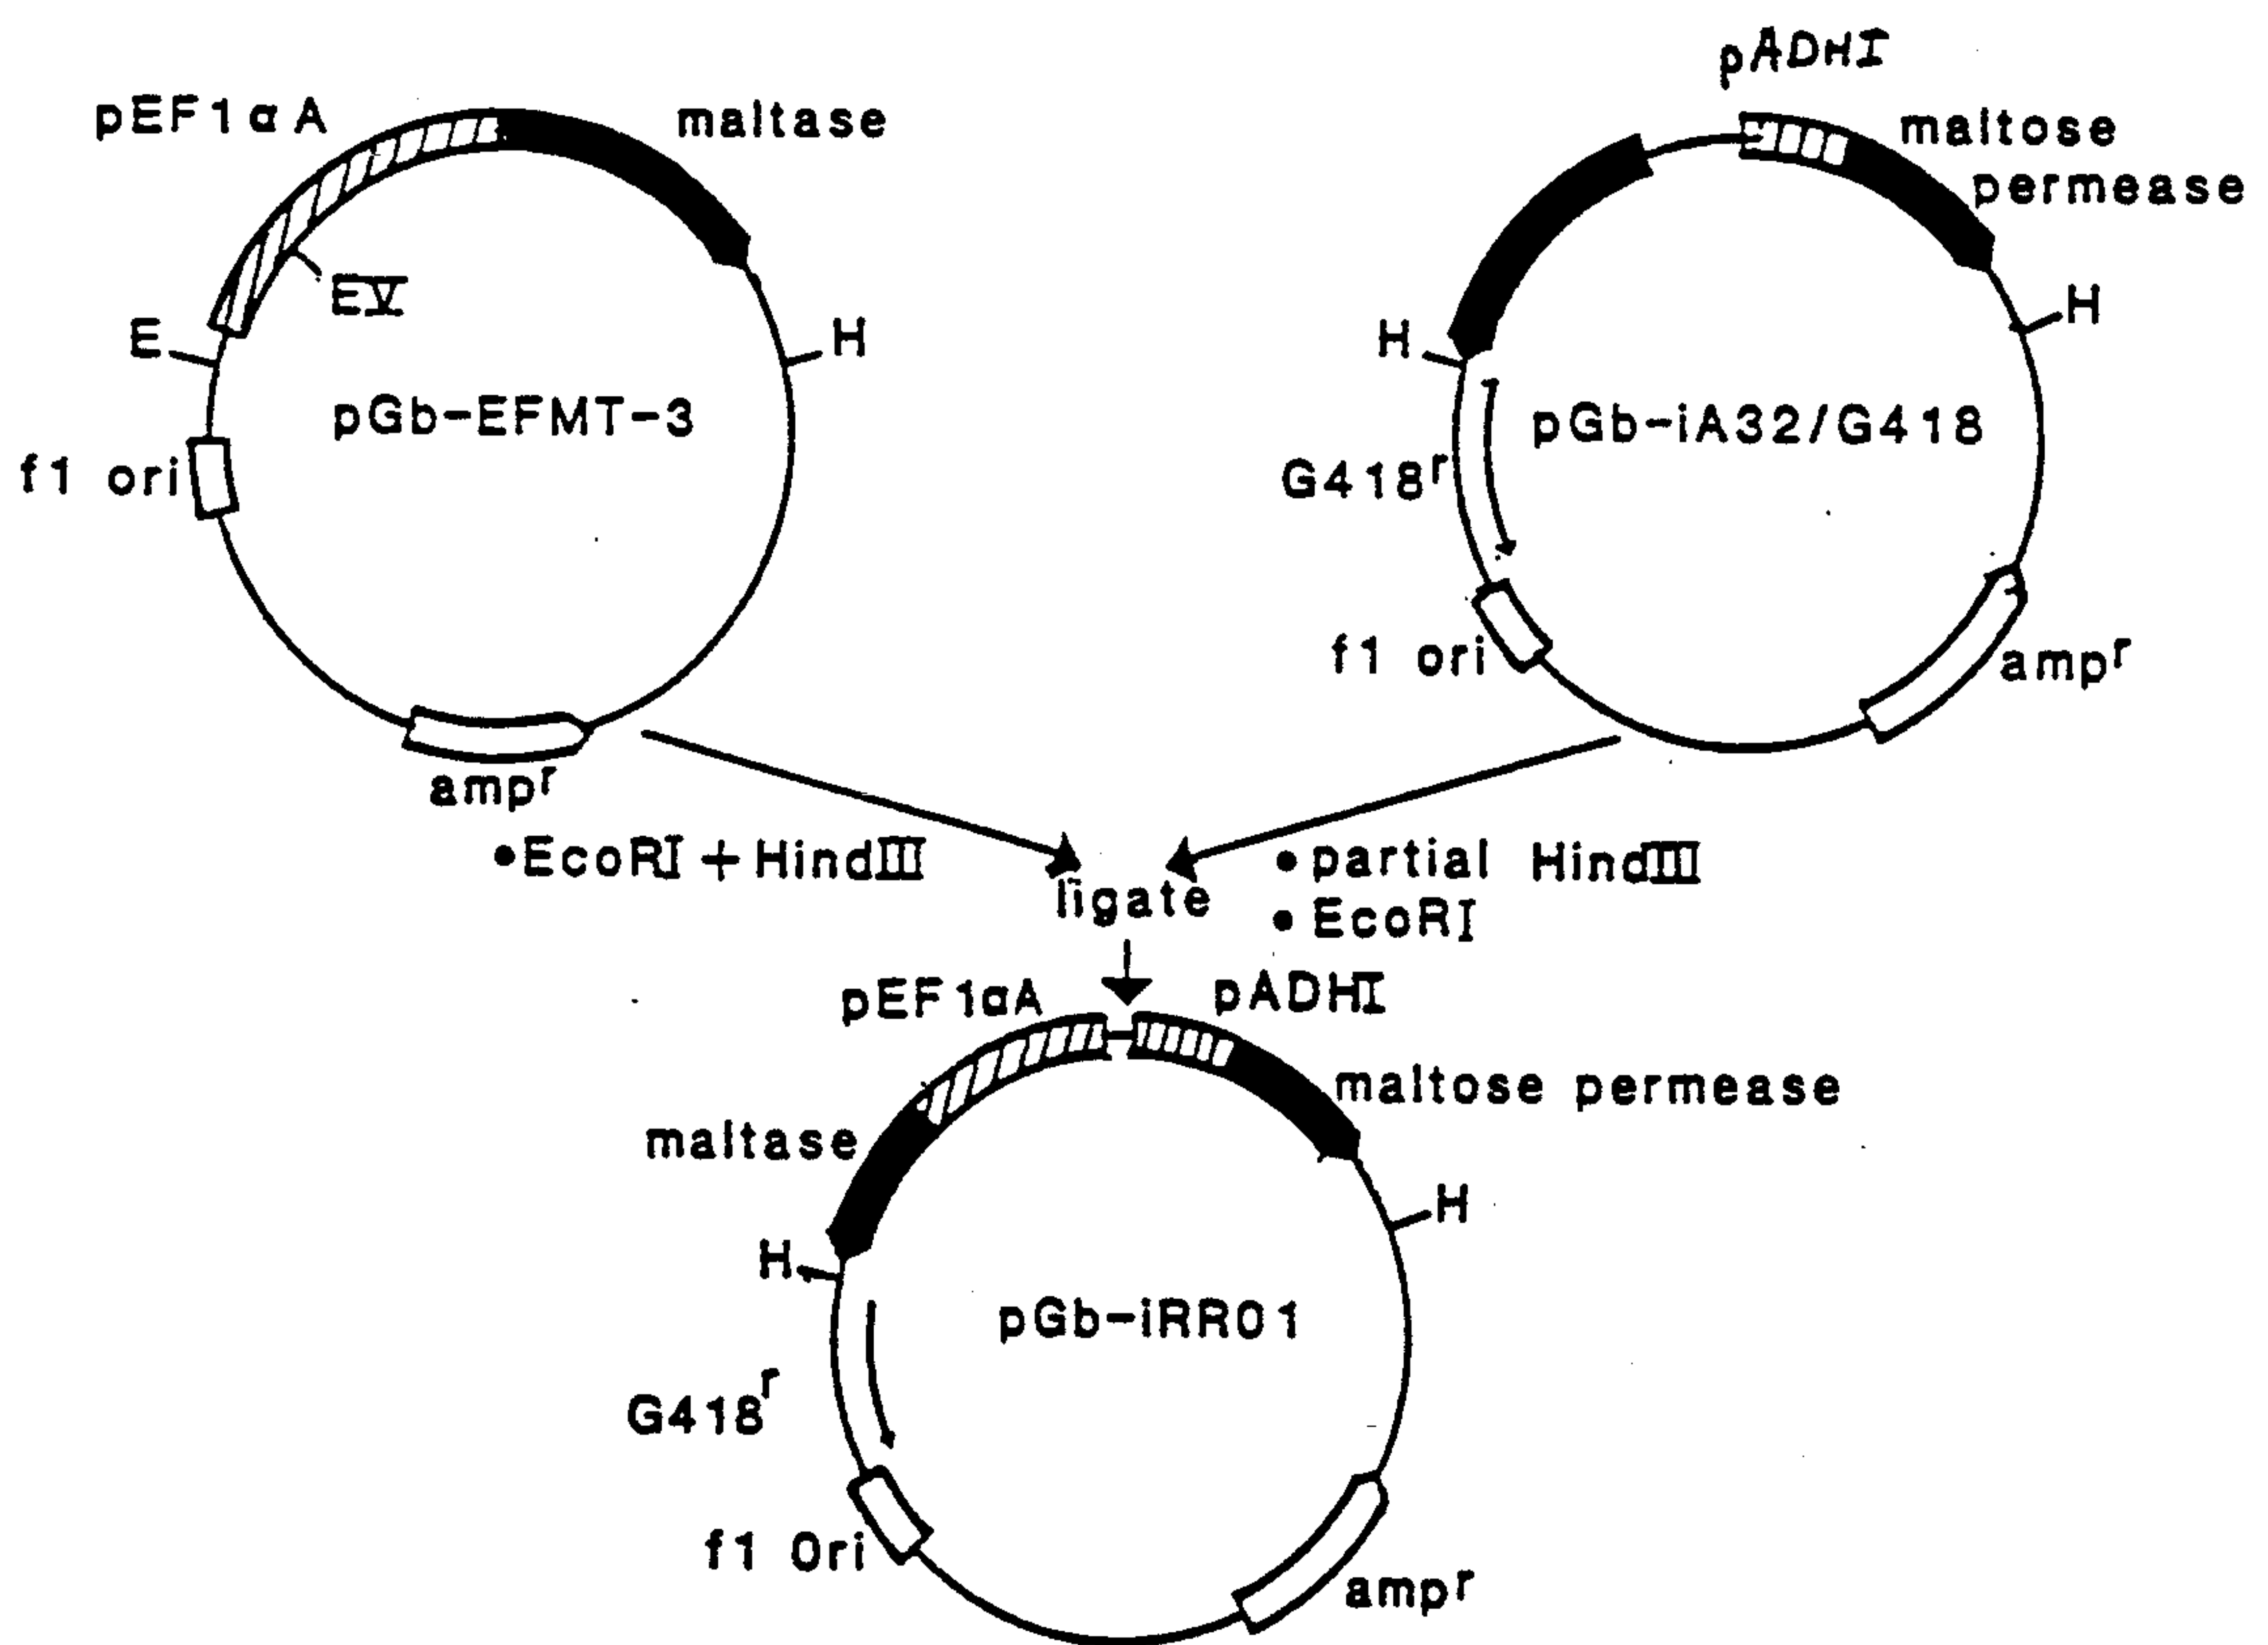 pADHI
pEF1αA
maltase
maltose
permease
EV
E
H
H
H
pGb-EFMT-3
pGb-iA32/G418
f1 ori
G418r
f1 ori
ampr
ampr
•EcoRI+HindIII
•partial HindIII
ligate
•EcoRI
pEF1αA
pADHI
maltose permease
maltase
H
H
pGb-iRR01
G418r
f1 Ori
ampr